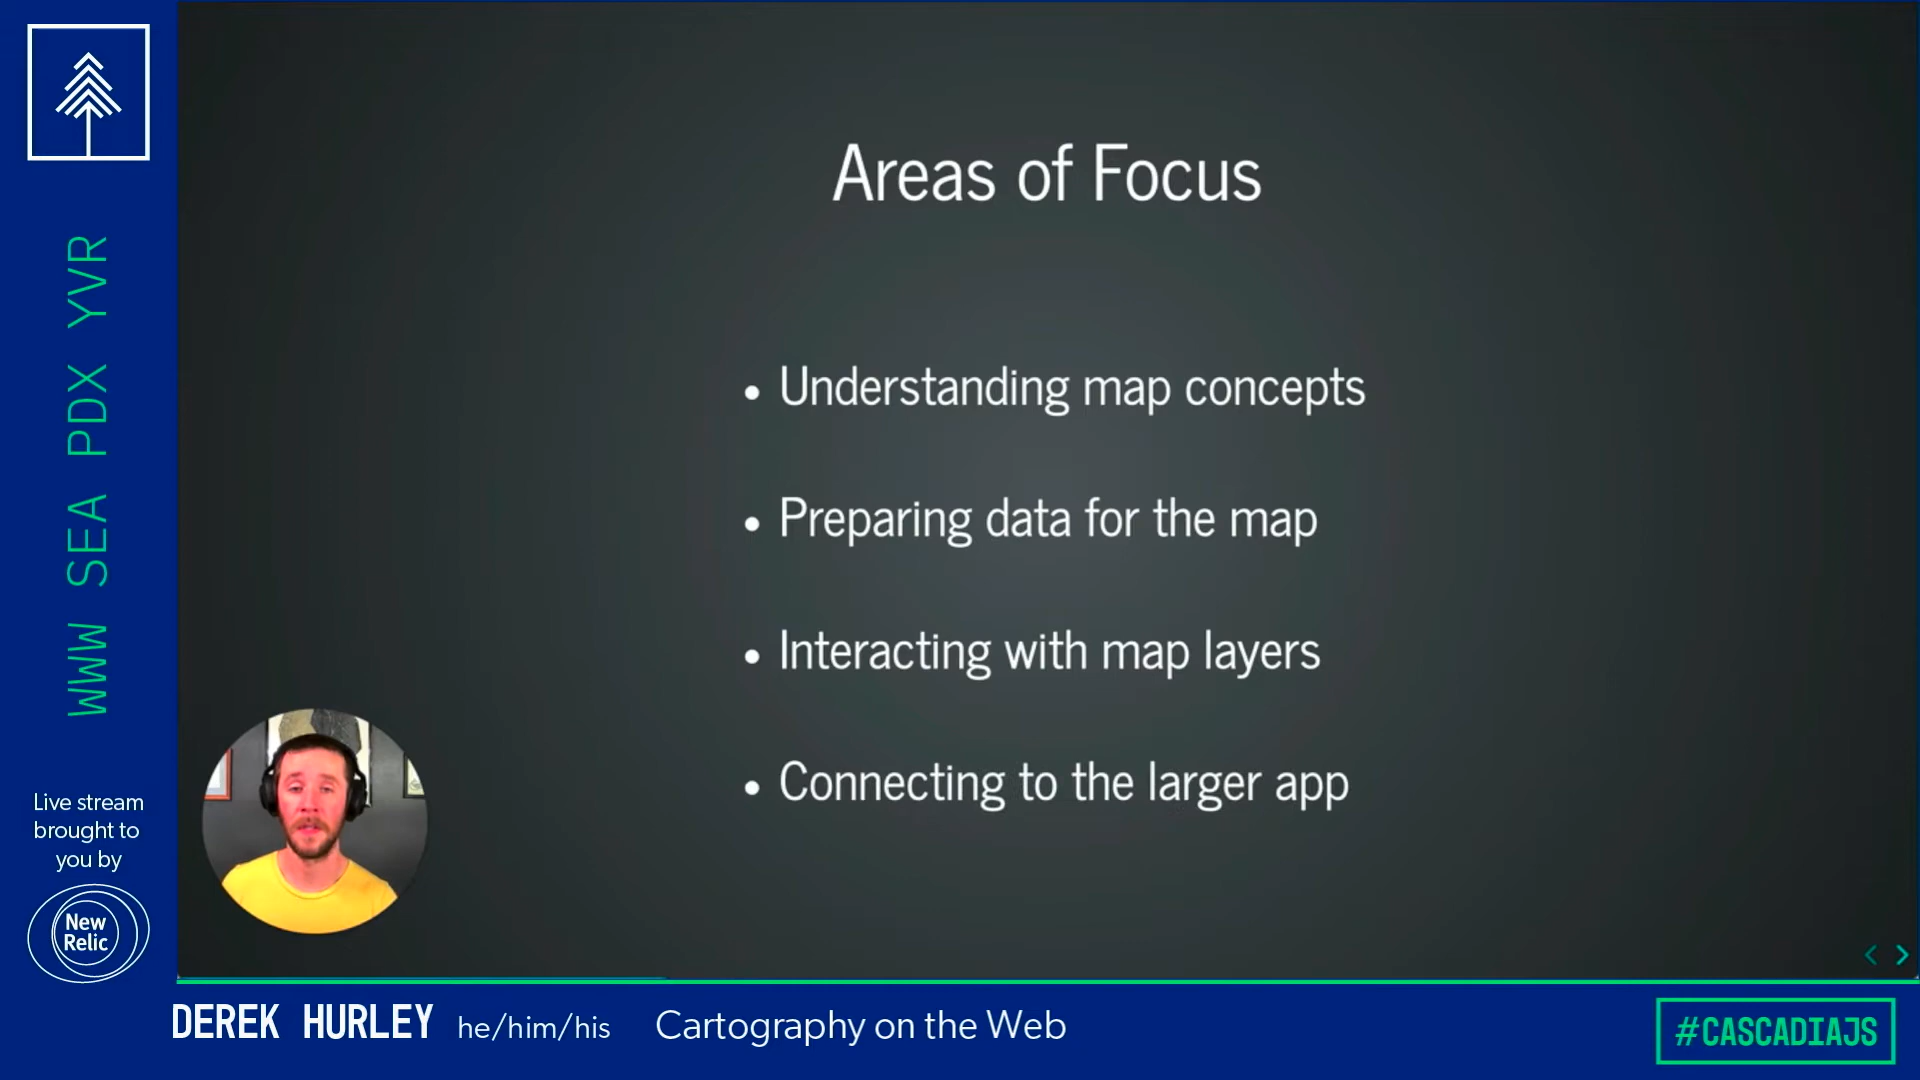 Areas of Focus
• Understanding map concepts
• Preparing data for the map
• Interacting with map layers
• Connecting to the larger app
WWW SEA PDX YVR
Live stream
brought to
you by
New
Relic
DEREK HURLEY he/him/his Cartography on the Web
#CASCADIAJS